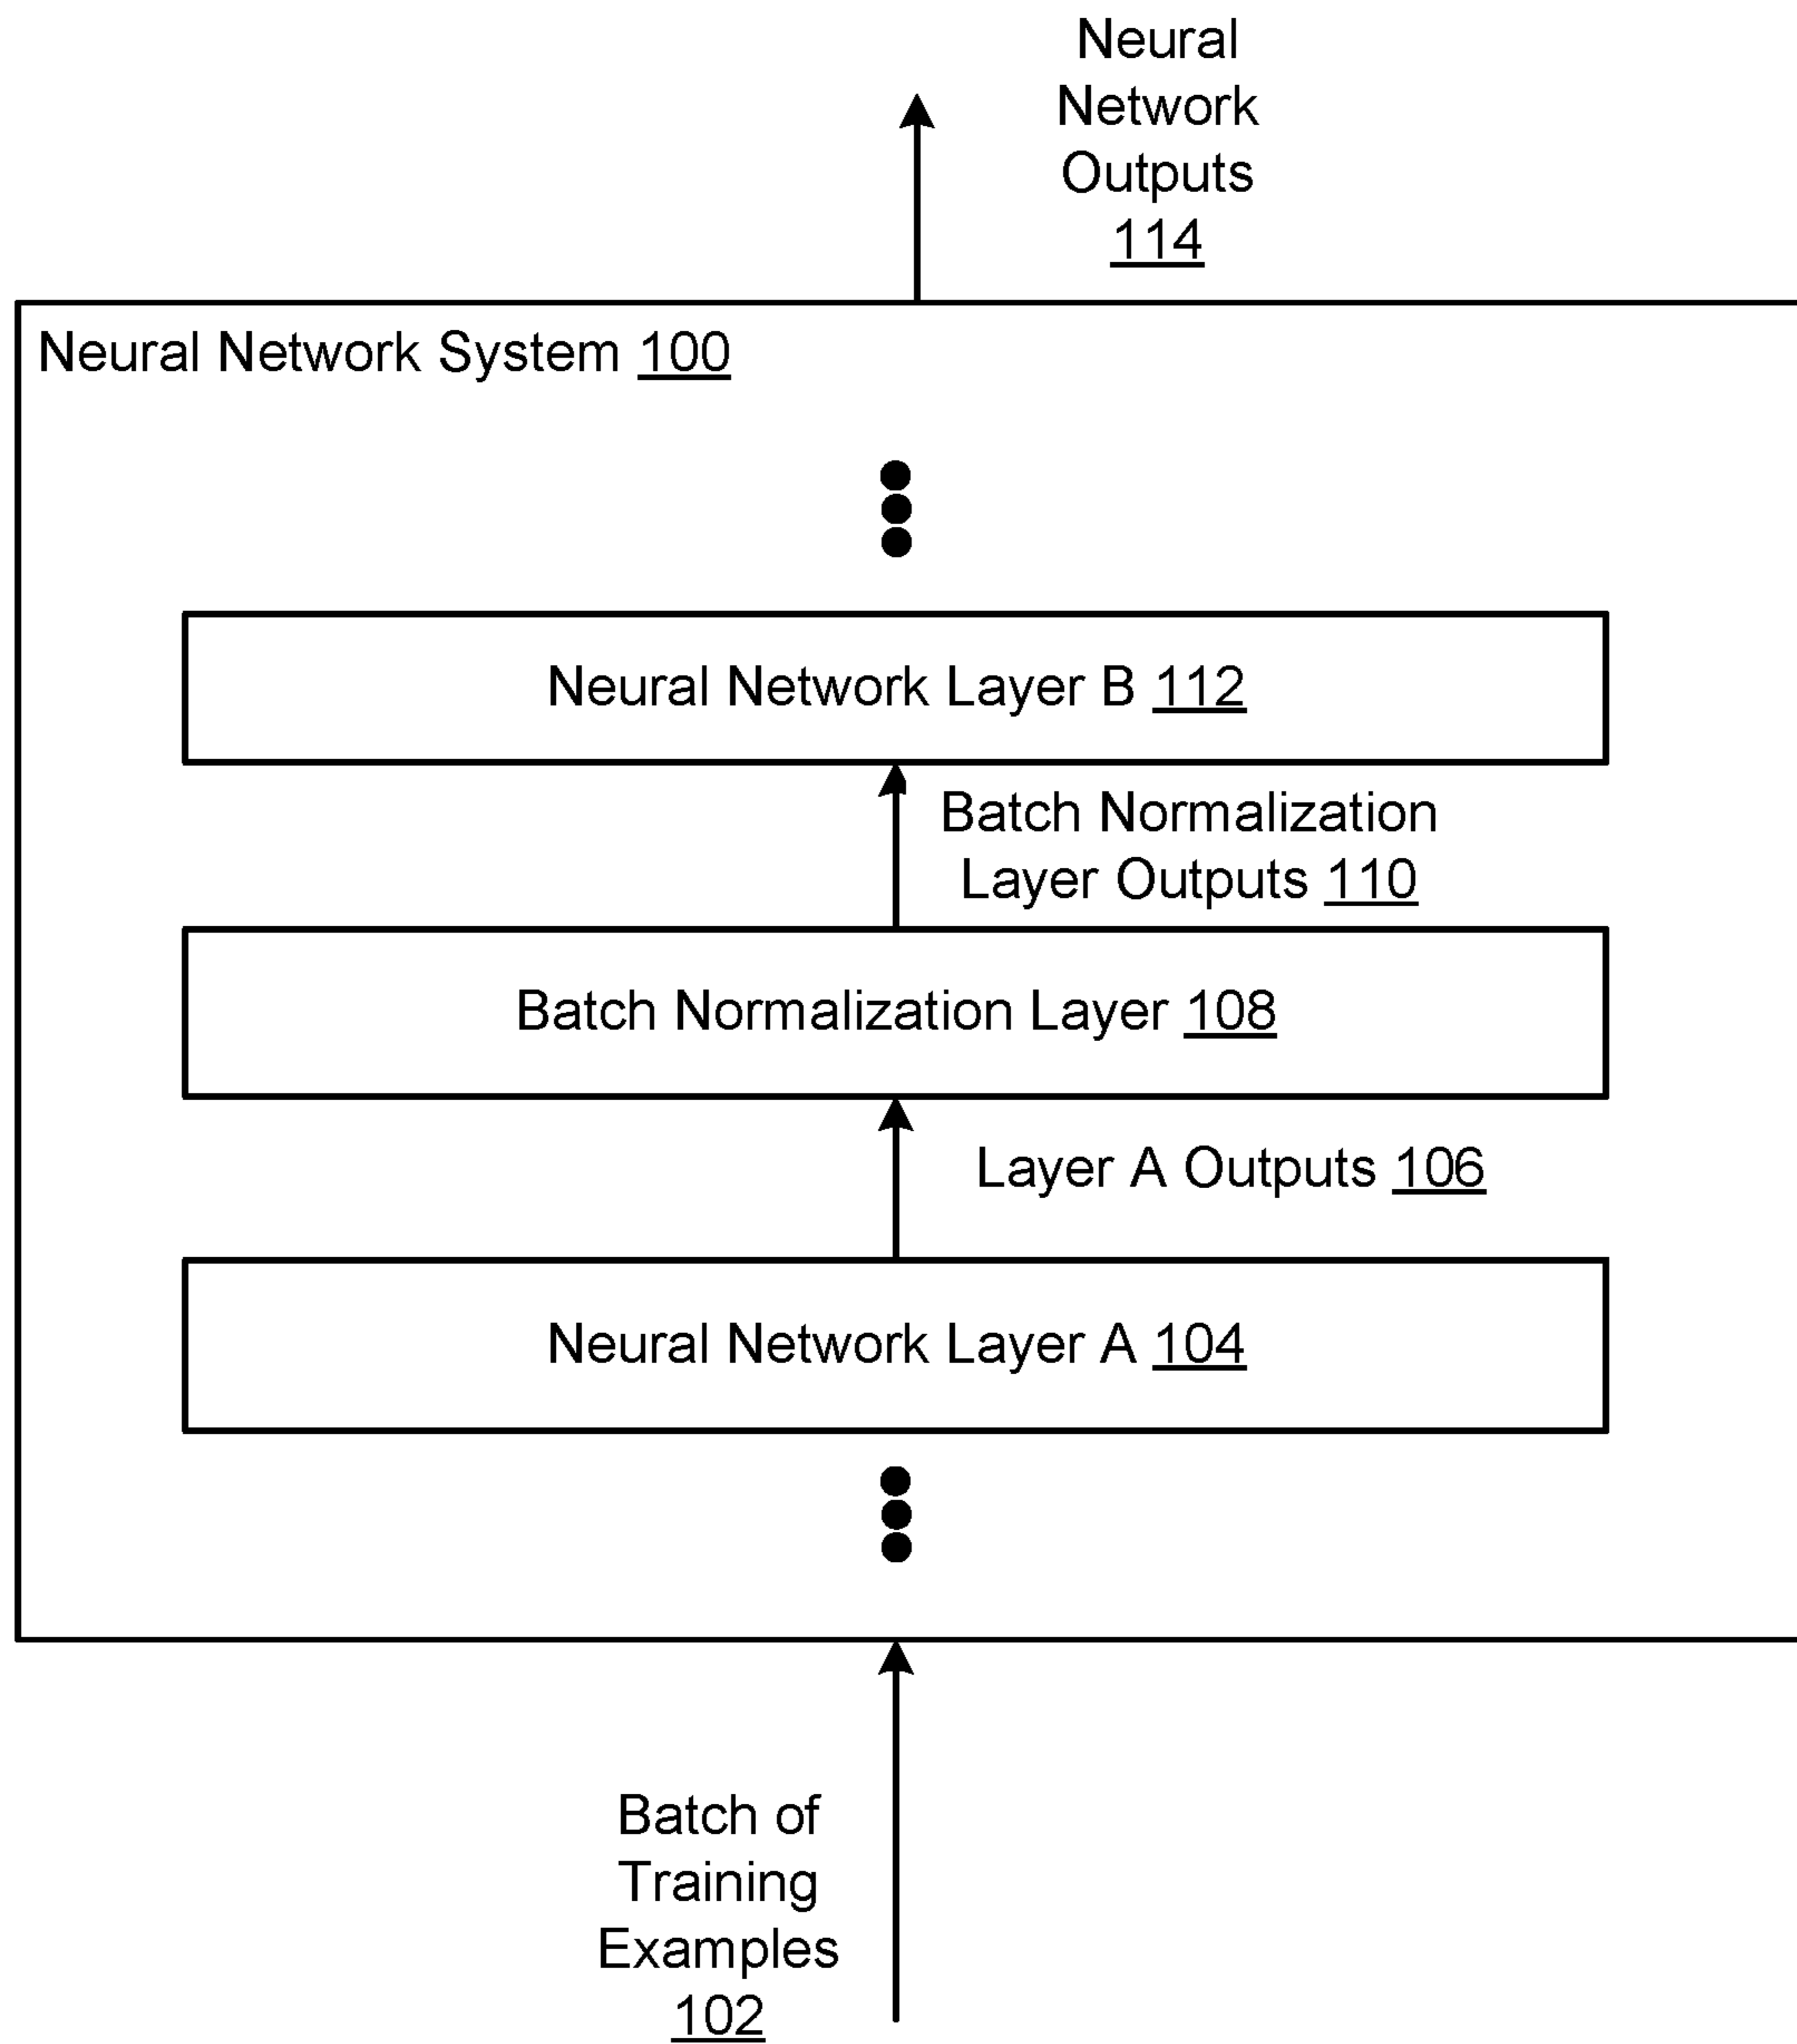 Neural
Network
Outputs
114
Neural Network System 100
Neural Network Layer B 112
Batch Normalization
Layer Outputs 110
Batch Normalization Layer 108
Layer A Outputs 106
Neural Network Layer A 104
Batch of
Training
Examples
102